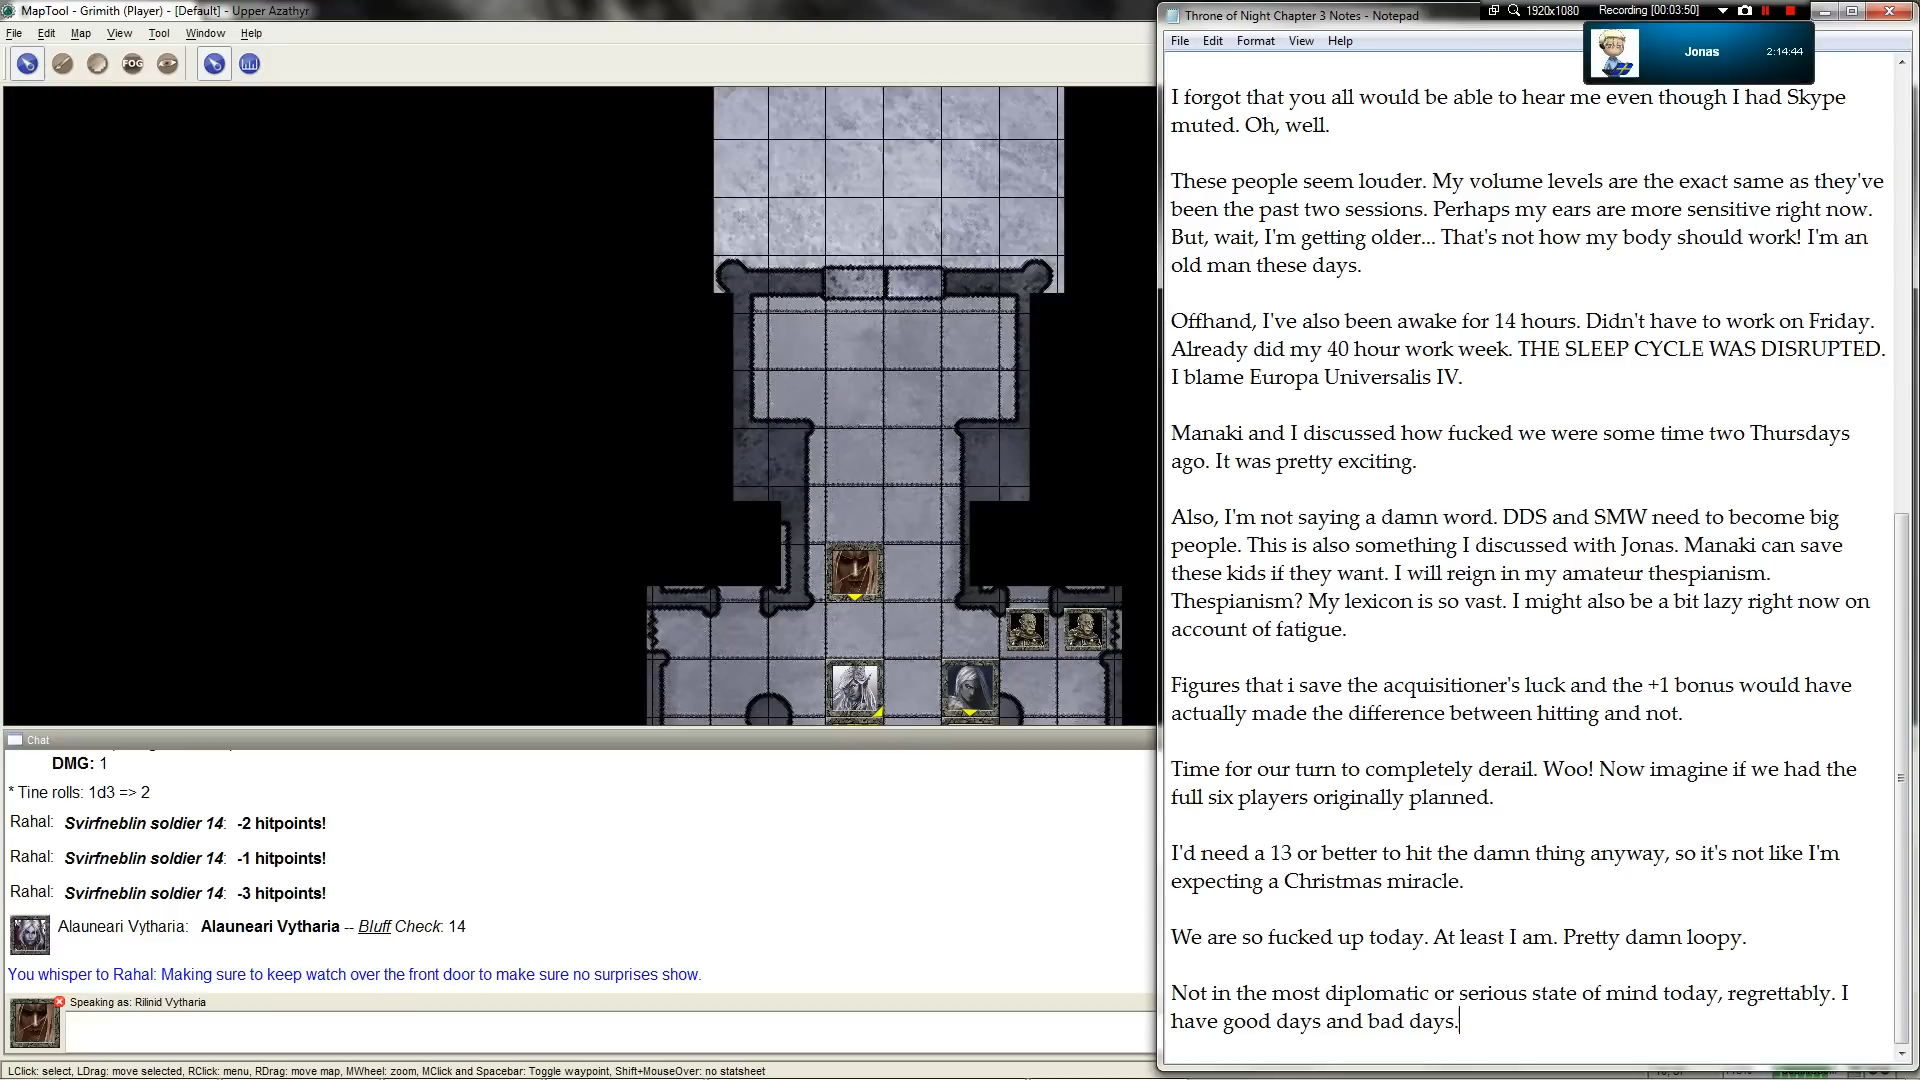 MapTool - Grimith (Player) - [Default] - Upper Azathyr
File Edit Map View Tool Window Help
FOG
Chat
DMG: 1
* Tine rolls: 1d3 => 2
Rahal: Svirfneblin soldier 14: -2 hitpoints!
Rahal: Svirfneblin soldier 14: -1 hitpoints!
Rahal: Svirfneblin soldier 14: -3 hitpoints!
Alauneari Vytharia: Alauneari Vytharia -- Bluff Check: 14
You whisper to Rahal: Making sure to keep watch over the front door to make sure no surprises show.
Speaking as: Rilinid Vytharia
LClick: select, LDrag: move selected, RClick: menu, RDrag: move map, MWheel: zoom, MClick and Spacebar: Toggle waypoint, Shift+MouseOver: no statsheet
Throne of Night Chapter 3 Notes - Notepad
1920x1080 Recording [00:03:50]
File Edit Format View Help
Jonas 2:14:44
I forgot that you all would be able to hear me even though I had Skype
muted. Oh, well.
These people seem louder. My volume levels are the exact same as they've
been the past two sessions. Perhaps my ears are more sensitive right now.
But, wait, I'm getting older... That's not how my body should work! I'm an
old man these days.
Offhand, I've also been awake for 14 hours. Didn't have to work on Friday.
Already did my 40 hour work week. THE SLEEP CYCLE WAS DISRUPTED.
I blame Europa Universalis IV.
Manaki and I discussed how fucked we were some time two Thursdays
ago. It was pretty exciting.
Also, I'm not saying a damn word. DDS and SMW need to become big
people. This is also something I discussed with Jonas. Manaki can save
these kids if they want. I will reign in my amateur thespianism.
Thespianism? My lexicon is so vast. I might also be a bit lazy right now on
account of fatigue.
Figures that i save the acquisitioner's luck and the +1 bonus would have
actually made the difference between hitting and not.
Time for our turn to completely derail. Woo! Now imagine if we had the
full six players originally planned.
I'd need a 13 or better to hit the damn thing anyway, so it's not like I'm
expecting a Christmas miracle.
We are so fucked up today. At least I am. Pretty damn loopy.
Not in the most diplomatic or serious state of mind today, regrettably. I
have good days and bad days.